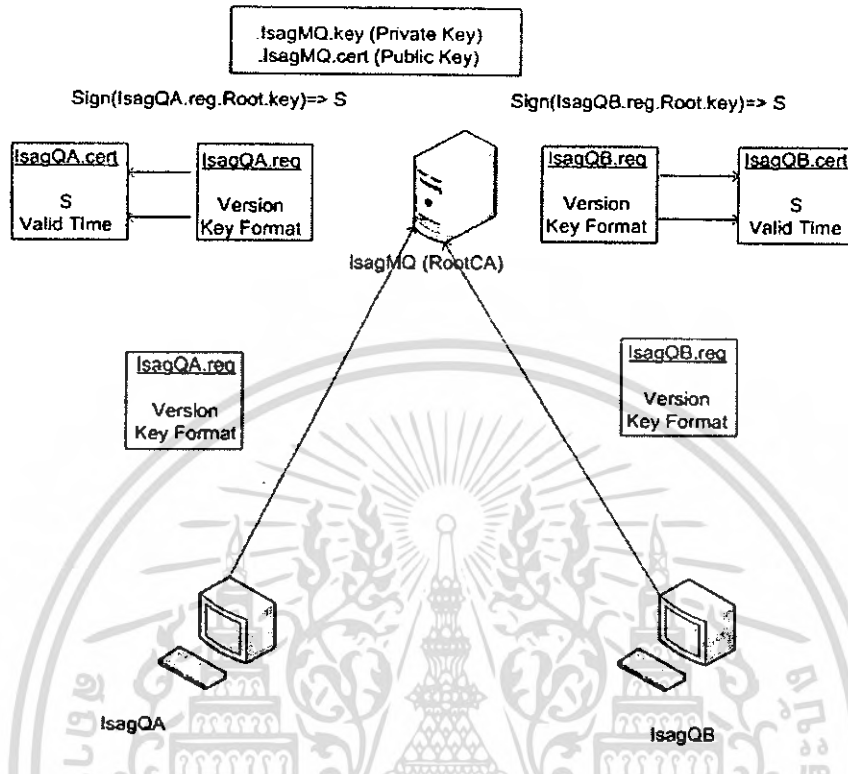 .IsagMQ.key (Private Key)
.IsagMQ.cert (Public Key)
Sign(IsagQA.reg.Root.key)=> S
Sign(IsagQB.reg.Root.key)=> S
IsagQA.cert
S
Valid Time
IsagQA.req
Version
Key Format
IsagQB.req
Version
Key Format
IsagQB.cert
S
Valid Time
IsagMQ (RootCA)
IsagQA.req
Version
Key Format
IsagQB.req
Version
Key Format
IsagQA
IsagQB